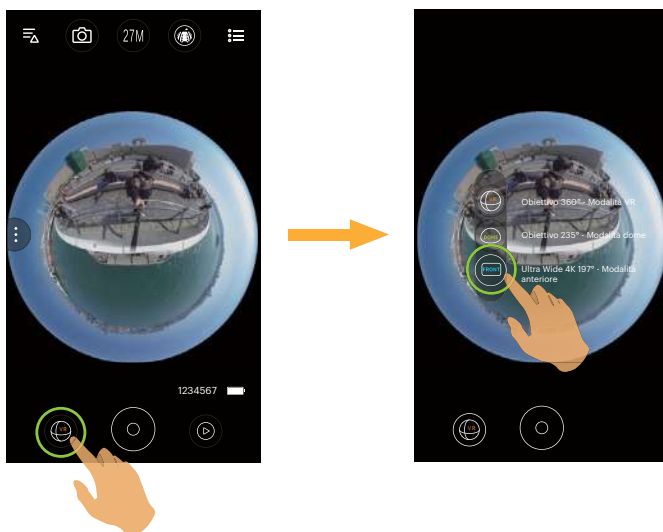 27M
1234567
VR
Obiettivo 360° - Modalità VR
DOME
Obiettivo 235° - Modalità dome
FRONT
Ultra Wide 4K 197° - Modalità
anteriore
VR